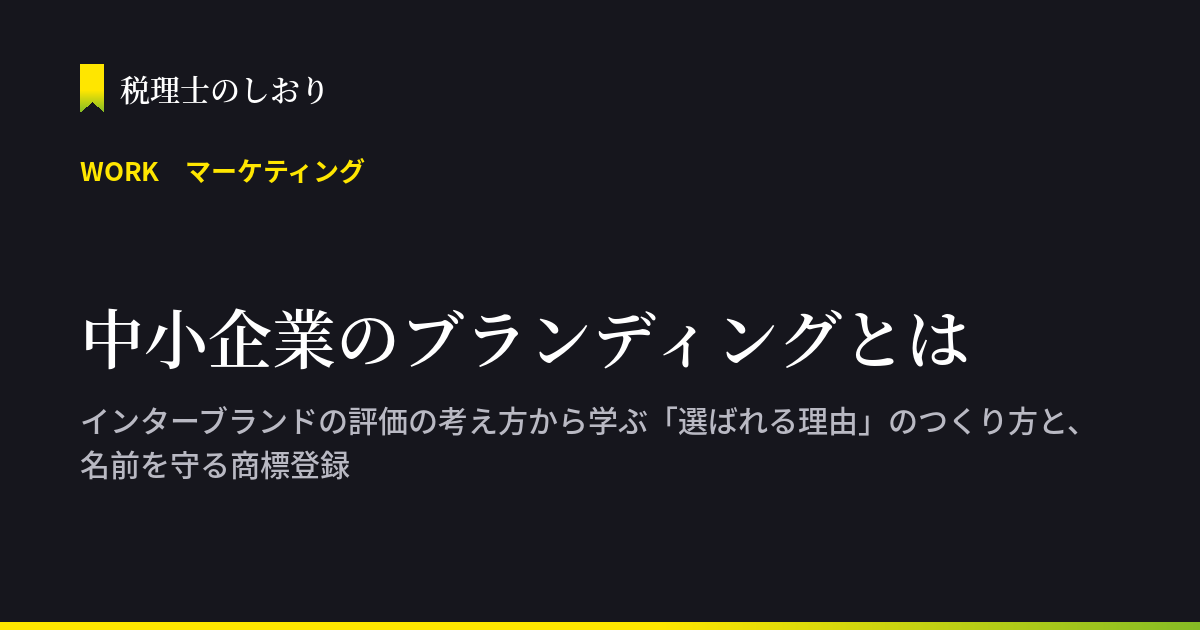 税理士のしおり
WORK　マーケティング
中小企業のブランディングとは
インターブランドの評価の考え方から学ぶ「選ばれる理由」のつくり方と、
名前を守る商標登録